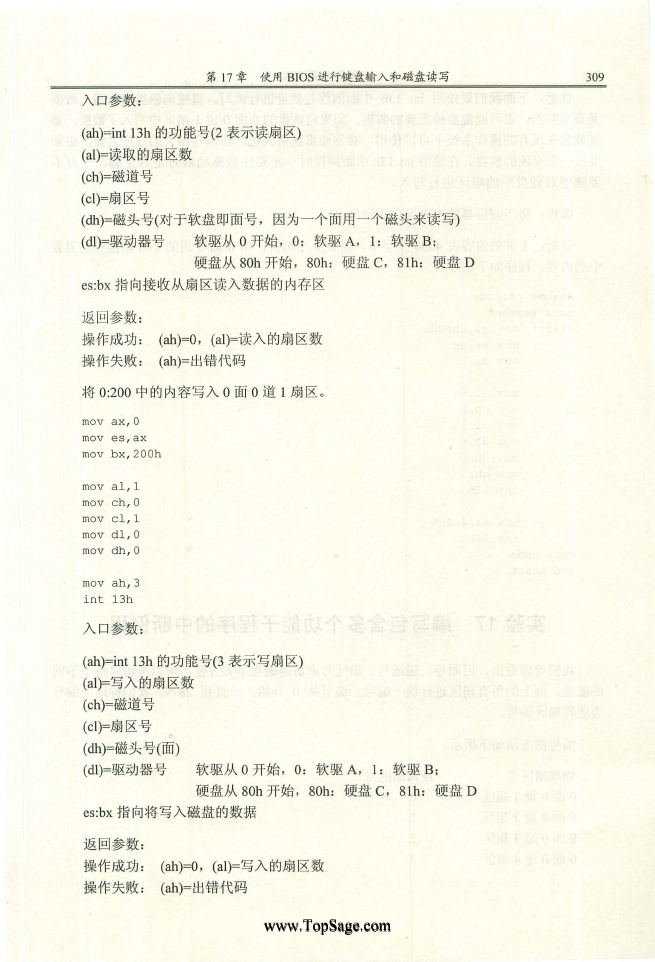 第 17 章 使用 BIOS 进行键盘输入和磁盘读写 309
入口参数：
(ah)=int 13h 的功能号(2 表示读扇区)
(al)=读取的扇区数
(ch)=磁道号
(cl)=扇区号
(dh)=磁头号(对于软盘即面号，因为一个面用一个磁头来读写)
(dl)=驱动器号 软驱从 0 开始，0：软驱 A，1：软驱 B；
硬盘从 80h 开始，80h：硬盘 C，81h：硬盘 D
es:bx 指向接收从扇区读入数据的内存区
返回参数：
操作成功： (ah)=0，(al)=读入的扇区数
操作失败： (ah)=出错代码
将 0:200 中的内容写入 0 面 0 道 1 扇区。
mov ax,0
mov es,ax
mov bx,200h
mov al,1
mov ch,0
mov cl,1
mov dl,0
mov dh,0
mov ah,3
int 13h
入口参数：
(ah)=int 13h 的功能号(3 表示写扇区)
(al)=写入的扇区数
(ch)=磁道号
(cl)=扇区号
(dh)=磁头号(面)
(dl)=驱动器号 软驱从 0 开始，0：软驱 A，1：软驱 B；
硬盘从 80h 开始，80h：硬盘 C，81h：硬盘 D
es:bx 指向将写入磁盘的数据
返回参数：
操作成功： (ah)=0，(al)=写入的扇区数
操作失败： (ah)=出错代码
www.TopSage.com